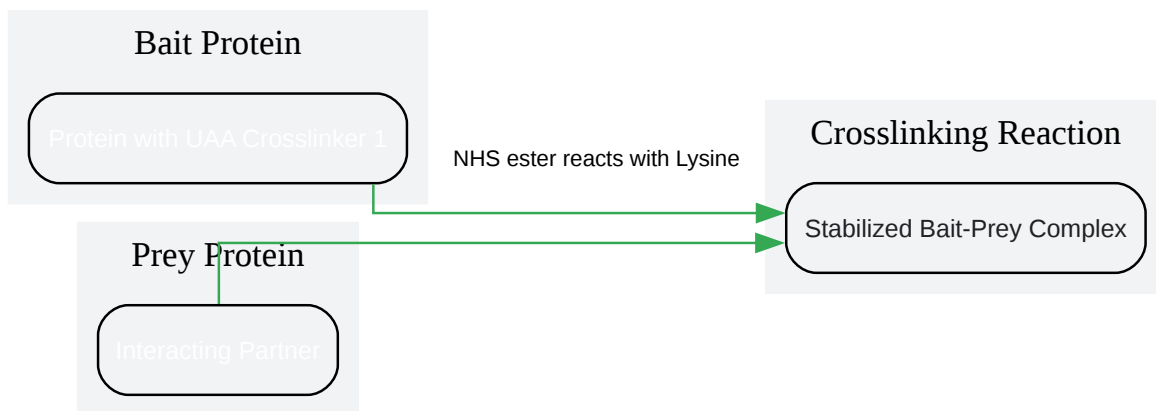 Bait Protein
Protein with UAA Crosslinker 1
NHS ester reacts with Lysine
Crosslinking Reaction
Stabilized Bait-Prey Complex
Prey Protein
Interacting Partner